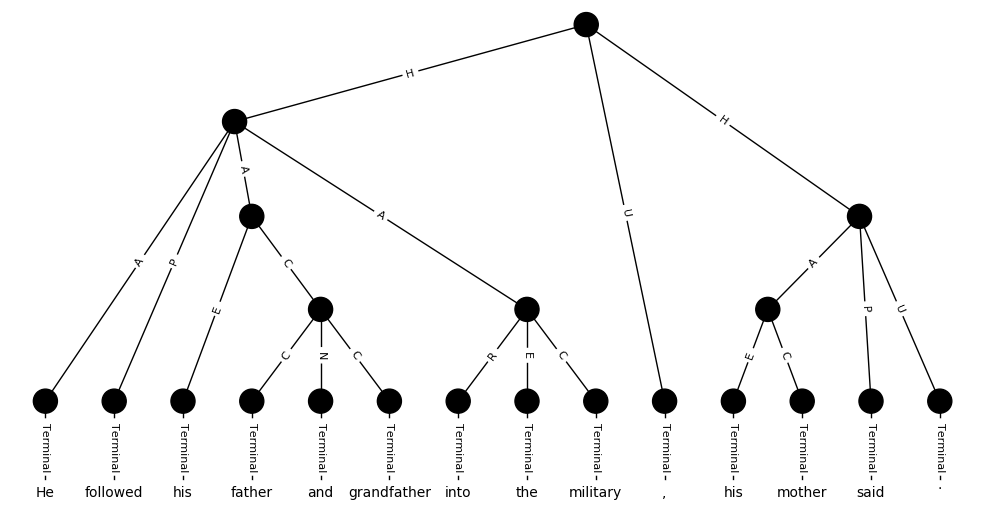 H
H
A
A
U
A
P
A
P
E
C
E
C
U
C
N
C
R
E
C
Terminal Terminal Terminal Terminal Terminal Terminal Terminal Terminal Terminal Terminal Terminal Terminal Terminal Terminal
He followed his father and grandfather into the military , his mother said .